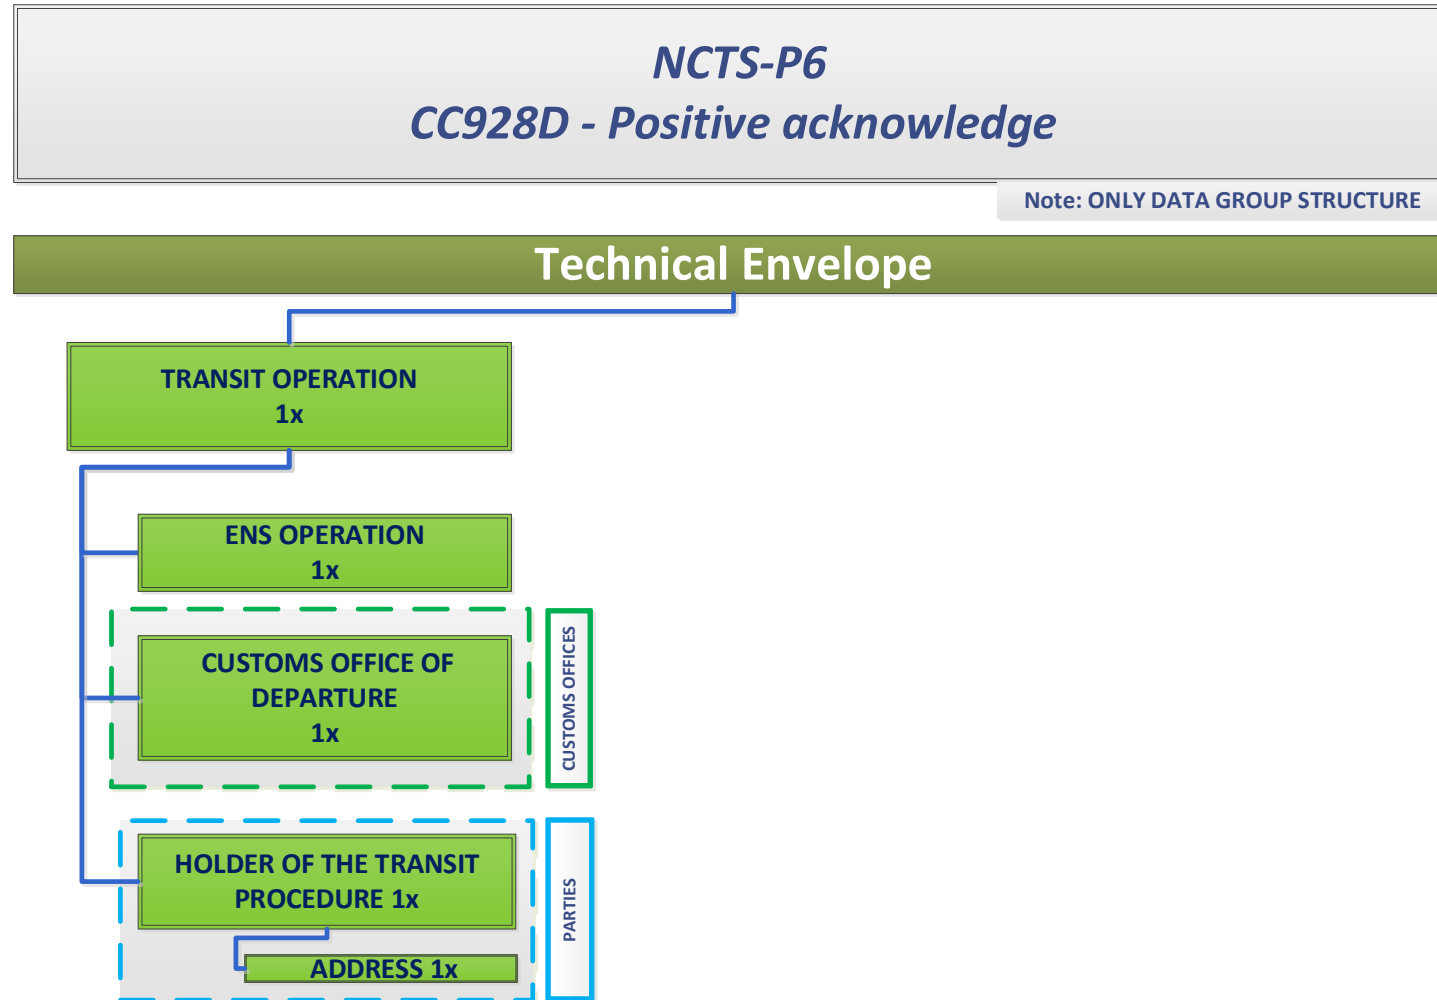 NCTS-P6
CC928D - Positive acknowledge
Note: ONLY DATA GROUP STRUCTURE
Technical Envelope
TRANSIT OPERATION
1x
ENS OPERATION
1x
CUSTOMS OFFICE OF
DEPARTURE
1x
CUSTOMS OFFICES
HOLDER OF THE TRANSIT
PROCEDURE 1x
ADDRESS 1x
PARTIES